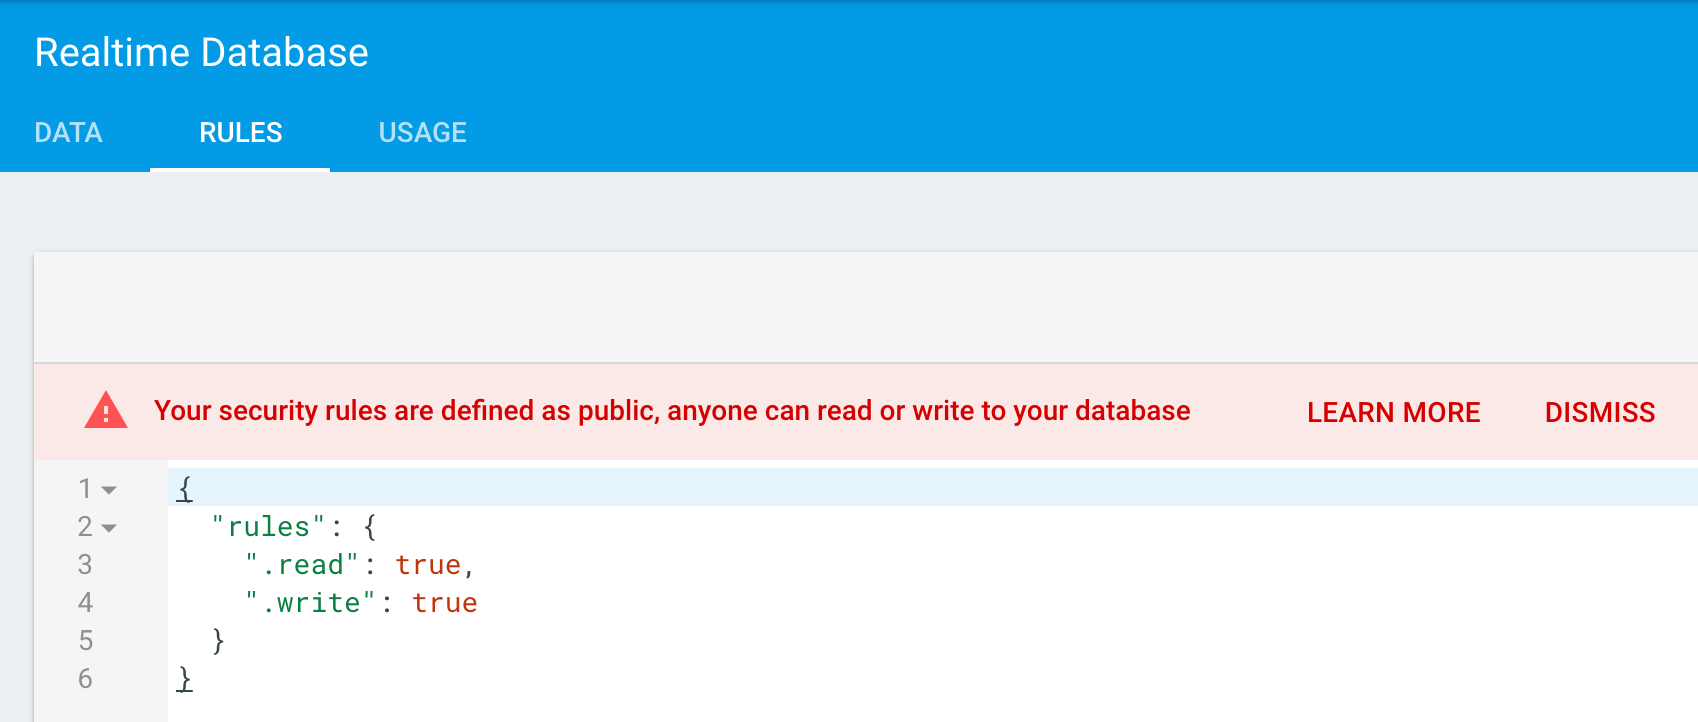 Realtime Database
DATA RULES USAGE
Your security rules are defined as public, anyone can read or write to your database LEARN MORE DISMISS
1 {
2 "rules": {
3 ".read": true,
4 ".write": true
5 }
6 }